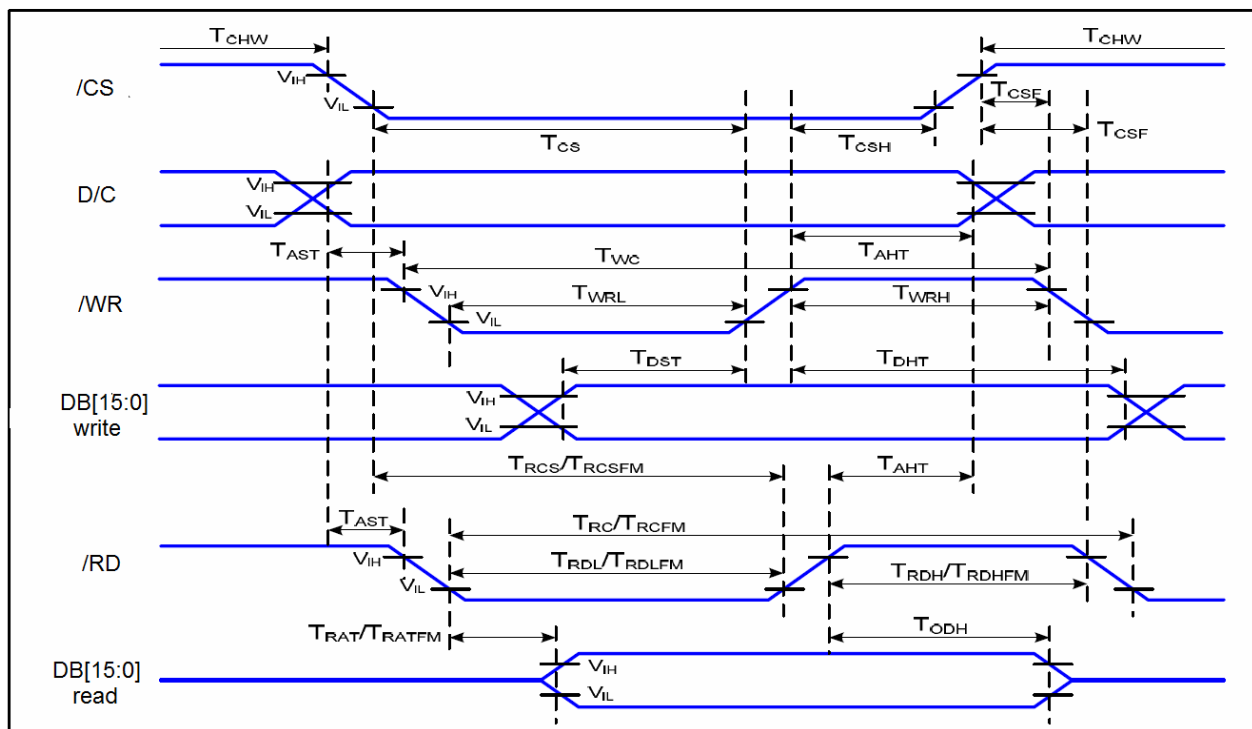 TCHW TCHW
/CS VIH VIL TCSF
TCS TCSH TCSF
D/C VIH
VIL
TAST TWC TAHT
/WR VIH TWRL TWRH
VIL
TDST TDHT
DB[15:0] VIH
write VIL
TRCS/TRCSFM TAHT
TAST TRC/TRCFM
/RD VIH TRDL/TRDLFM TRDH/TRDHFM
VIL
TRAT/TRATFM TODH
DB[15:0] VIH
read VIL